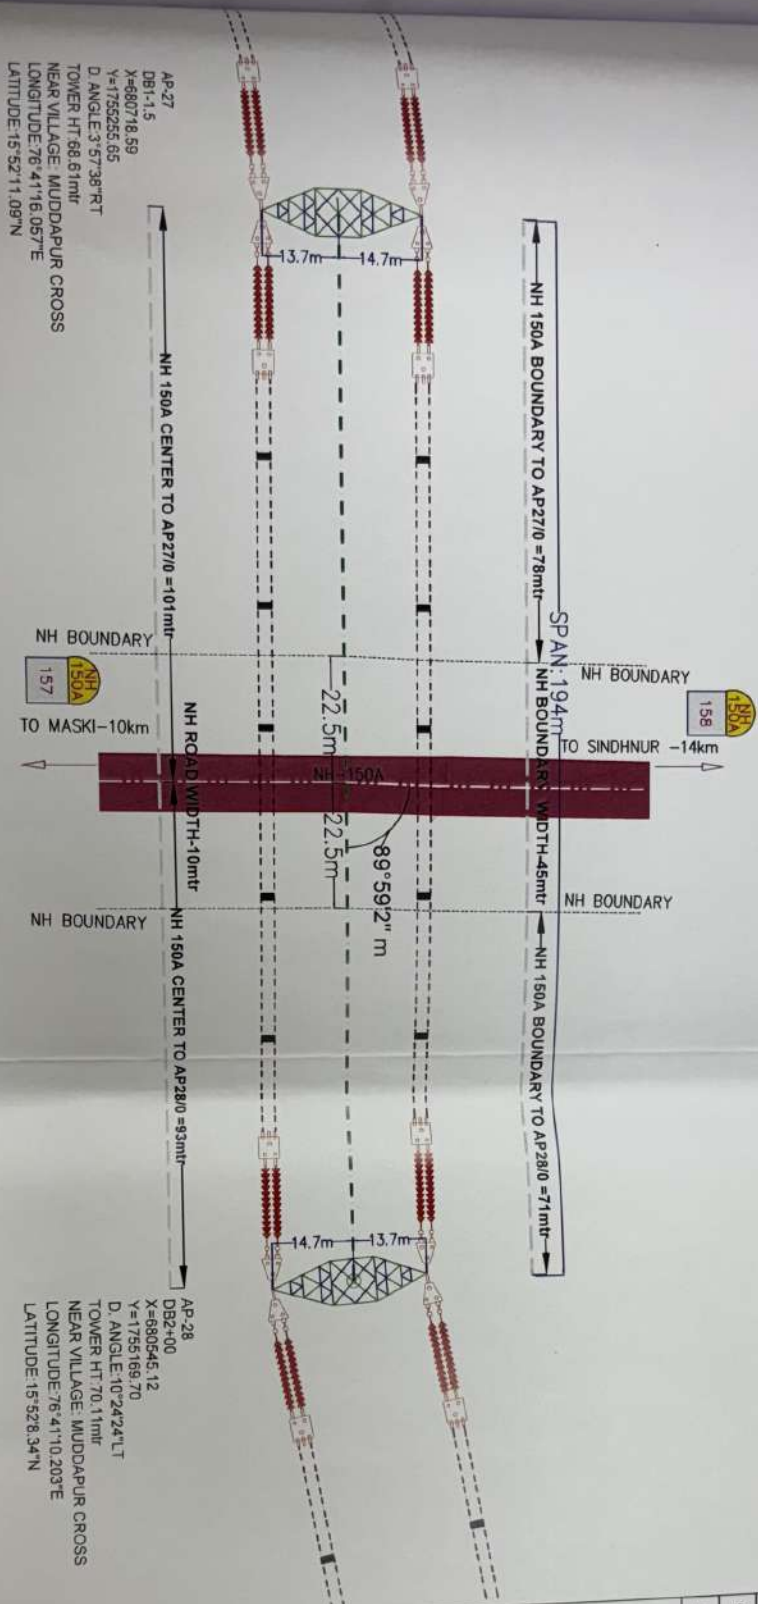 SPAN:194m
NH 150A BOUNDARY TO AP27/0 =78mtr
NH BOUNDARY WIDTH-45mtr
NH 150A BOUNDARY TO AP28/0 =71mtr
NH
150A
158
TO SINDHNUR -14km
NH BOUNDARY
NH BOUNDARY
14.7m
13.7m
13.7m
14.7m
22.5m
22.5m
89°59'2" m
NH-150A
NH ROAD WIDTH-10mtr
NH 150A CENTER TO AP27/0 =101mtr
NH 150A CENTER TO AP28/0 =93mtr
NH BOUNDARY
NH BOUNDARY
NH
150A
157
TO MASKI-10km
AP-27
DB1-1.5
X=680718.59
Y=1755255.65
D. ANGLE:3°57'38"RT
TOWER HT:68.61mtr
NEAR VILLAGE: MUDDAPUR CROSS
LONGITUDE:76°41'16.057"E
LATITUDE:15°52'11.09"N
AP-28
DB2+00
X=680545.12
Y=1755169.70
D. ANGLE:10°24'24"LT
TOWER HT:70.11mtr
NEAR VILLAGE: MUDDAPUR CROSS
LONGITUDE:76°41'10.203"E
LATITUDE:15°52'8.34"N